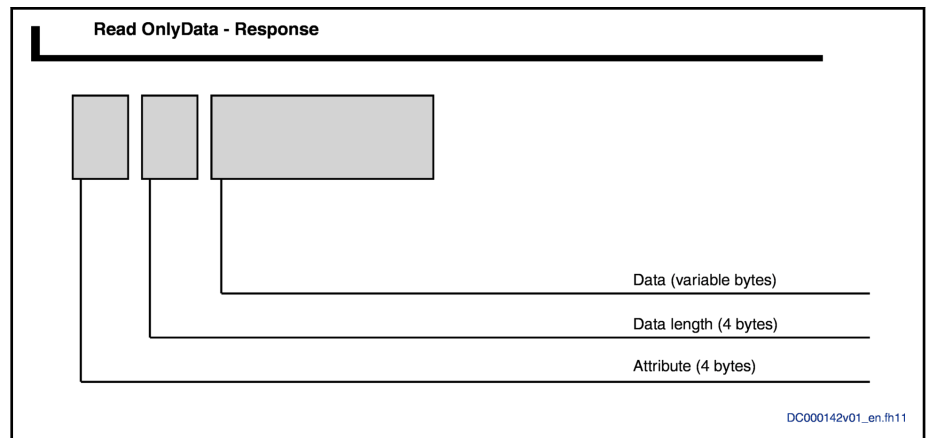 Read OnlyData - Response
Data (variable bytes)
Data length (4 bytes)
Attribute (4 bytes)
DC000142v01_en.fh11